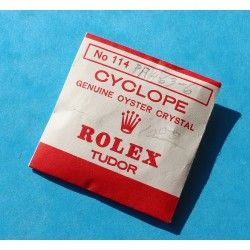 No 114
CYCLOPE
GENUINE OYSTER CRYSTAL
ROLEX
TUDOR